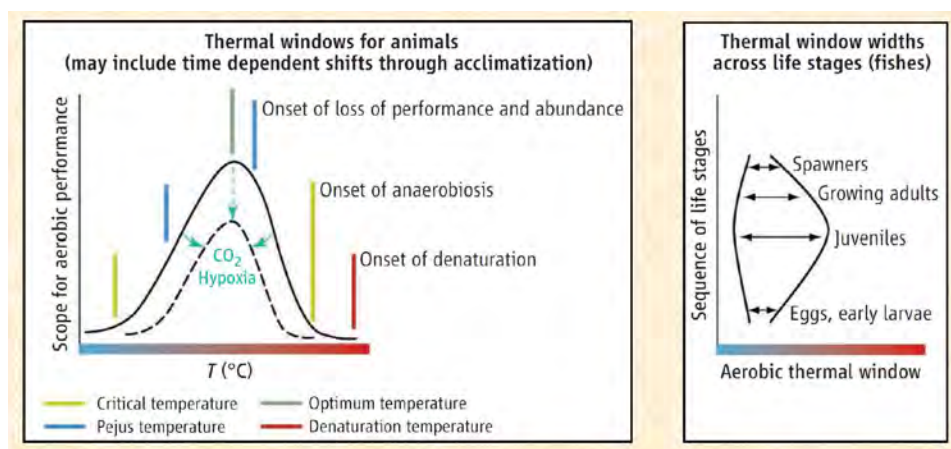 Thermal windows for animals
(may include time dependent shifts through acclimatization)
Scope for aerobic performance
Onset of loss of performance and abundance
Onset of anaerobiosis
CO₂
Hypoxia
Onset of denaturation
T (°C)
Critical temperature
Optimum temperature
Pejus temperature
Denaturation temperature
Thermal window widths
across life stages (fishes)
Sequence of life stages
Spawners
Growing adults
Juveniles
Eggs, early larvae
Aerobic thermal window